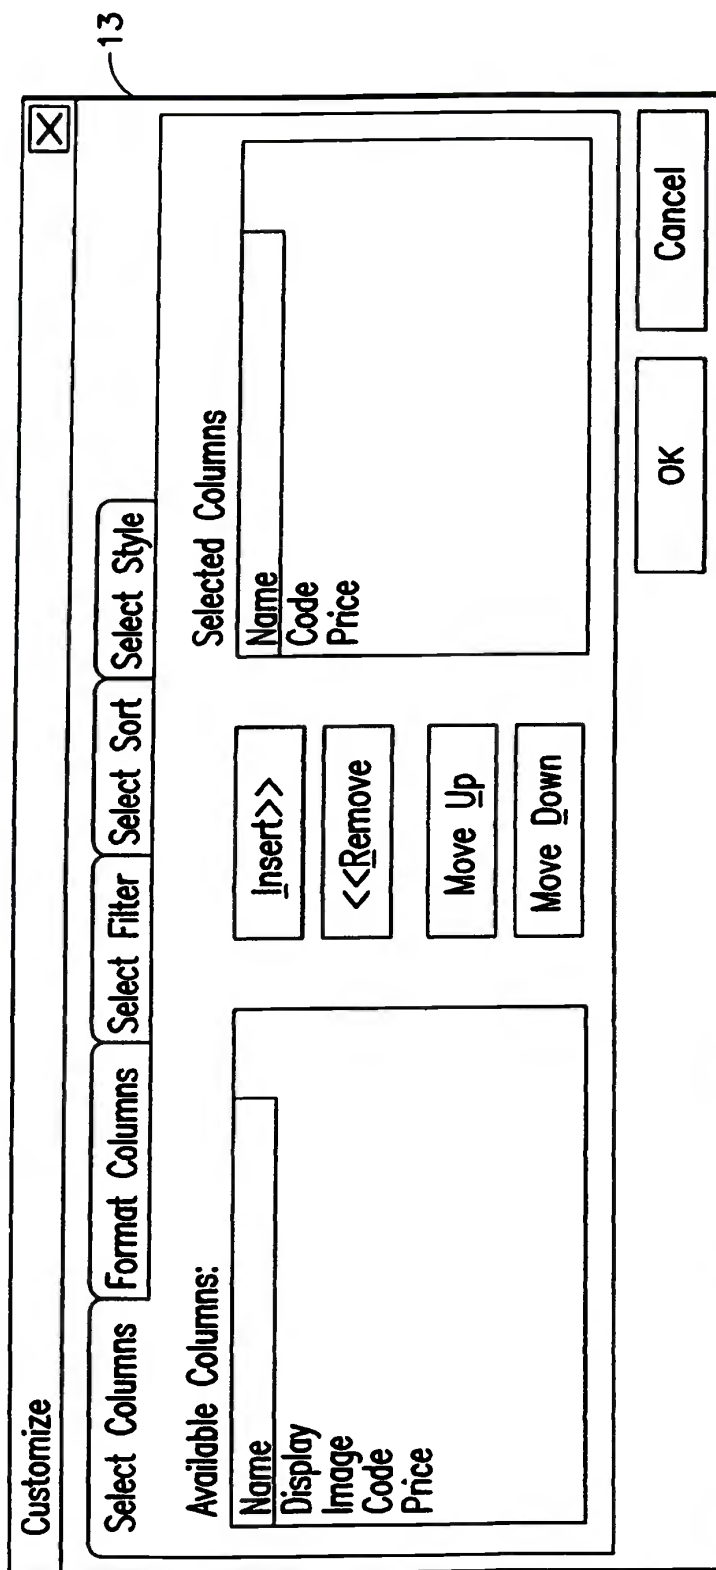 13
Customize
X
Select Columns Format Columns Select Filter Select Sort Select Style
Available Columns:
Name
Display
Image
Code
Price
Insert>>
<<Remove
Move Up
Move Down
Selected Columns
Name
Code
Price
OK
Cancel